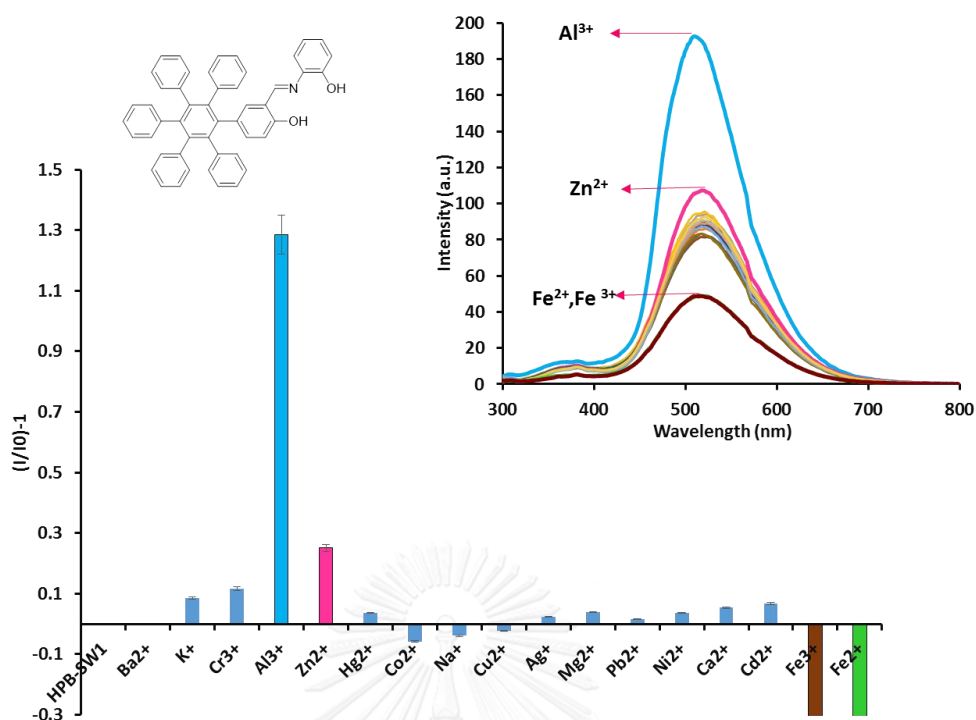 N
OH
OH
1.5
1.3
1.1
0.9
0.7
0.5
0.3
0.1
-0.1
-0.3
(I/I0)-1
HPB-SW1
Ba2+
K+
Cr3+
Al3+
Zn2+
Hg2+
Co2+
Na+
Cu2+
Ag+
Mg2+
Pb2+
Ni2+
Ca2+
Cd2+
Fe3+
Fe2+
200
180
160
140
120
100
80
60
40
20
0
Intensity (a.u.)
Al³⁺
Zn²⁺
Fe²⁺,Fe ³⁺
300 400 500 600 700 800
Wavelength (nm)